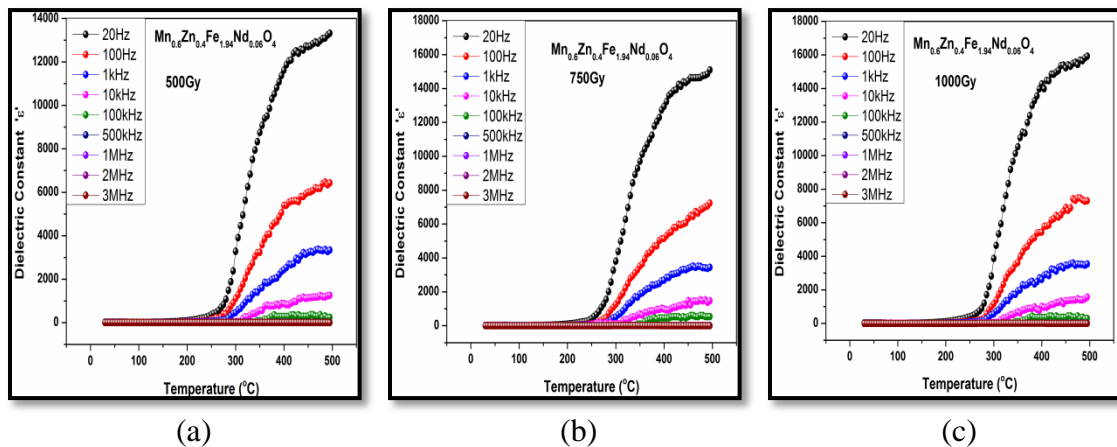 Mn0.6Zn0.4Fe1.94Nd0.06O4
500Gy
20Hz
100Hz
1kHz
10kHz
100kHz
500kHz
1MHz
2MHz
3MHz
Dielectric Constant 'ε'
14000
12000
10000
8000
6000
4000
2000
0
0 100 200 300 400 500
Temperature (°C)
(a)
Mn0.6Zn0.4Fe1.94Nd0.06O4
750Gy
20Hz
100Hz
1kHz
10kHz
100kHz
500kHz
1MHz
2MHz
3MHz
Dielectric Constant 'ε'
18000
16000
14000
12000
10000
8000
6000
4000
2000
0
0 100 200 300 400 500
Temperature (°C)
(b)
Mn0.6Zn0.4Fe1.94Nd0.06O4
1000Gy
20Hz
100Hz
1kHz
10kHz
100kHz
500kHz
1MHz
2MHz
3MHz
Dielectric Constant 'ε'
18000
16000
14000
12000
10000
8000
6000
4000
2000
0
0 100 200 300 400 500
Temperature (°C)
(c)